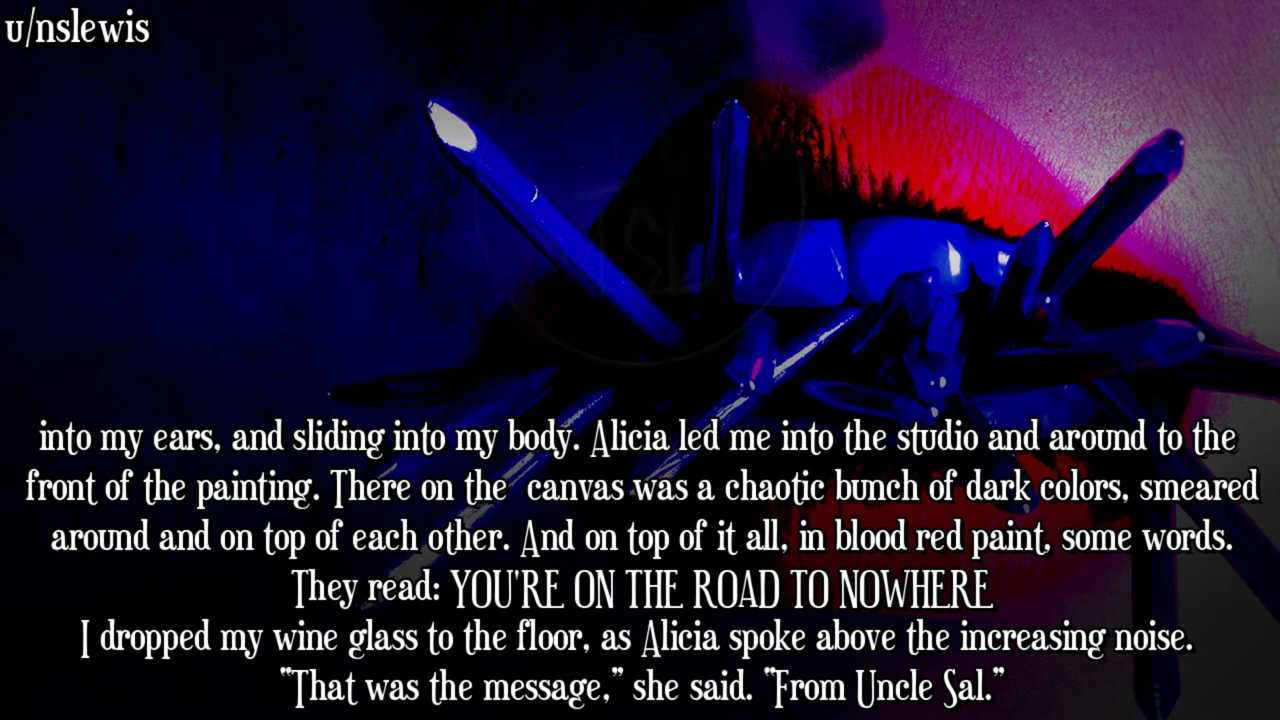 u/nslewis
into my ears, and sliding into my body. Alicia led me into the studio and around to the
front of the painting. There on the canvas was a chaotic bunch of dark colors, smeared
around and on top of each other. And on top of it all, in blood red paint, some words.
They read: YOU'RE ON THE ROAD TO NOWHERE
I dropped my wine glass to the floor, as Alicia spoke above the increasing noise.
"That was the message," she said. "From Uncle Sal."